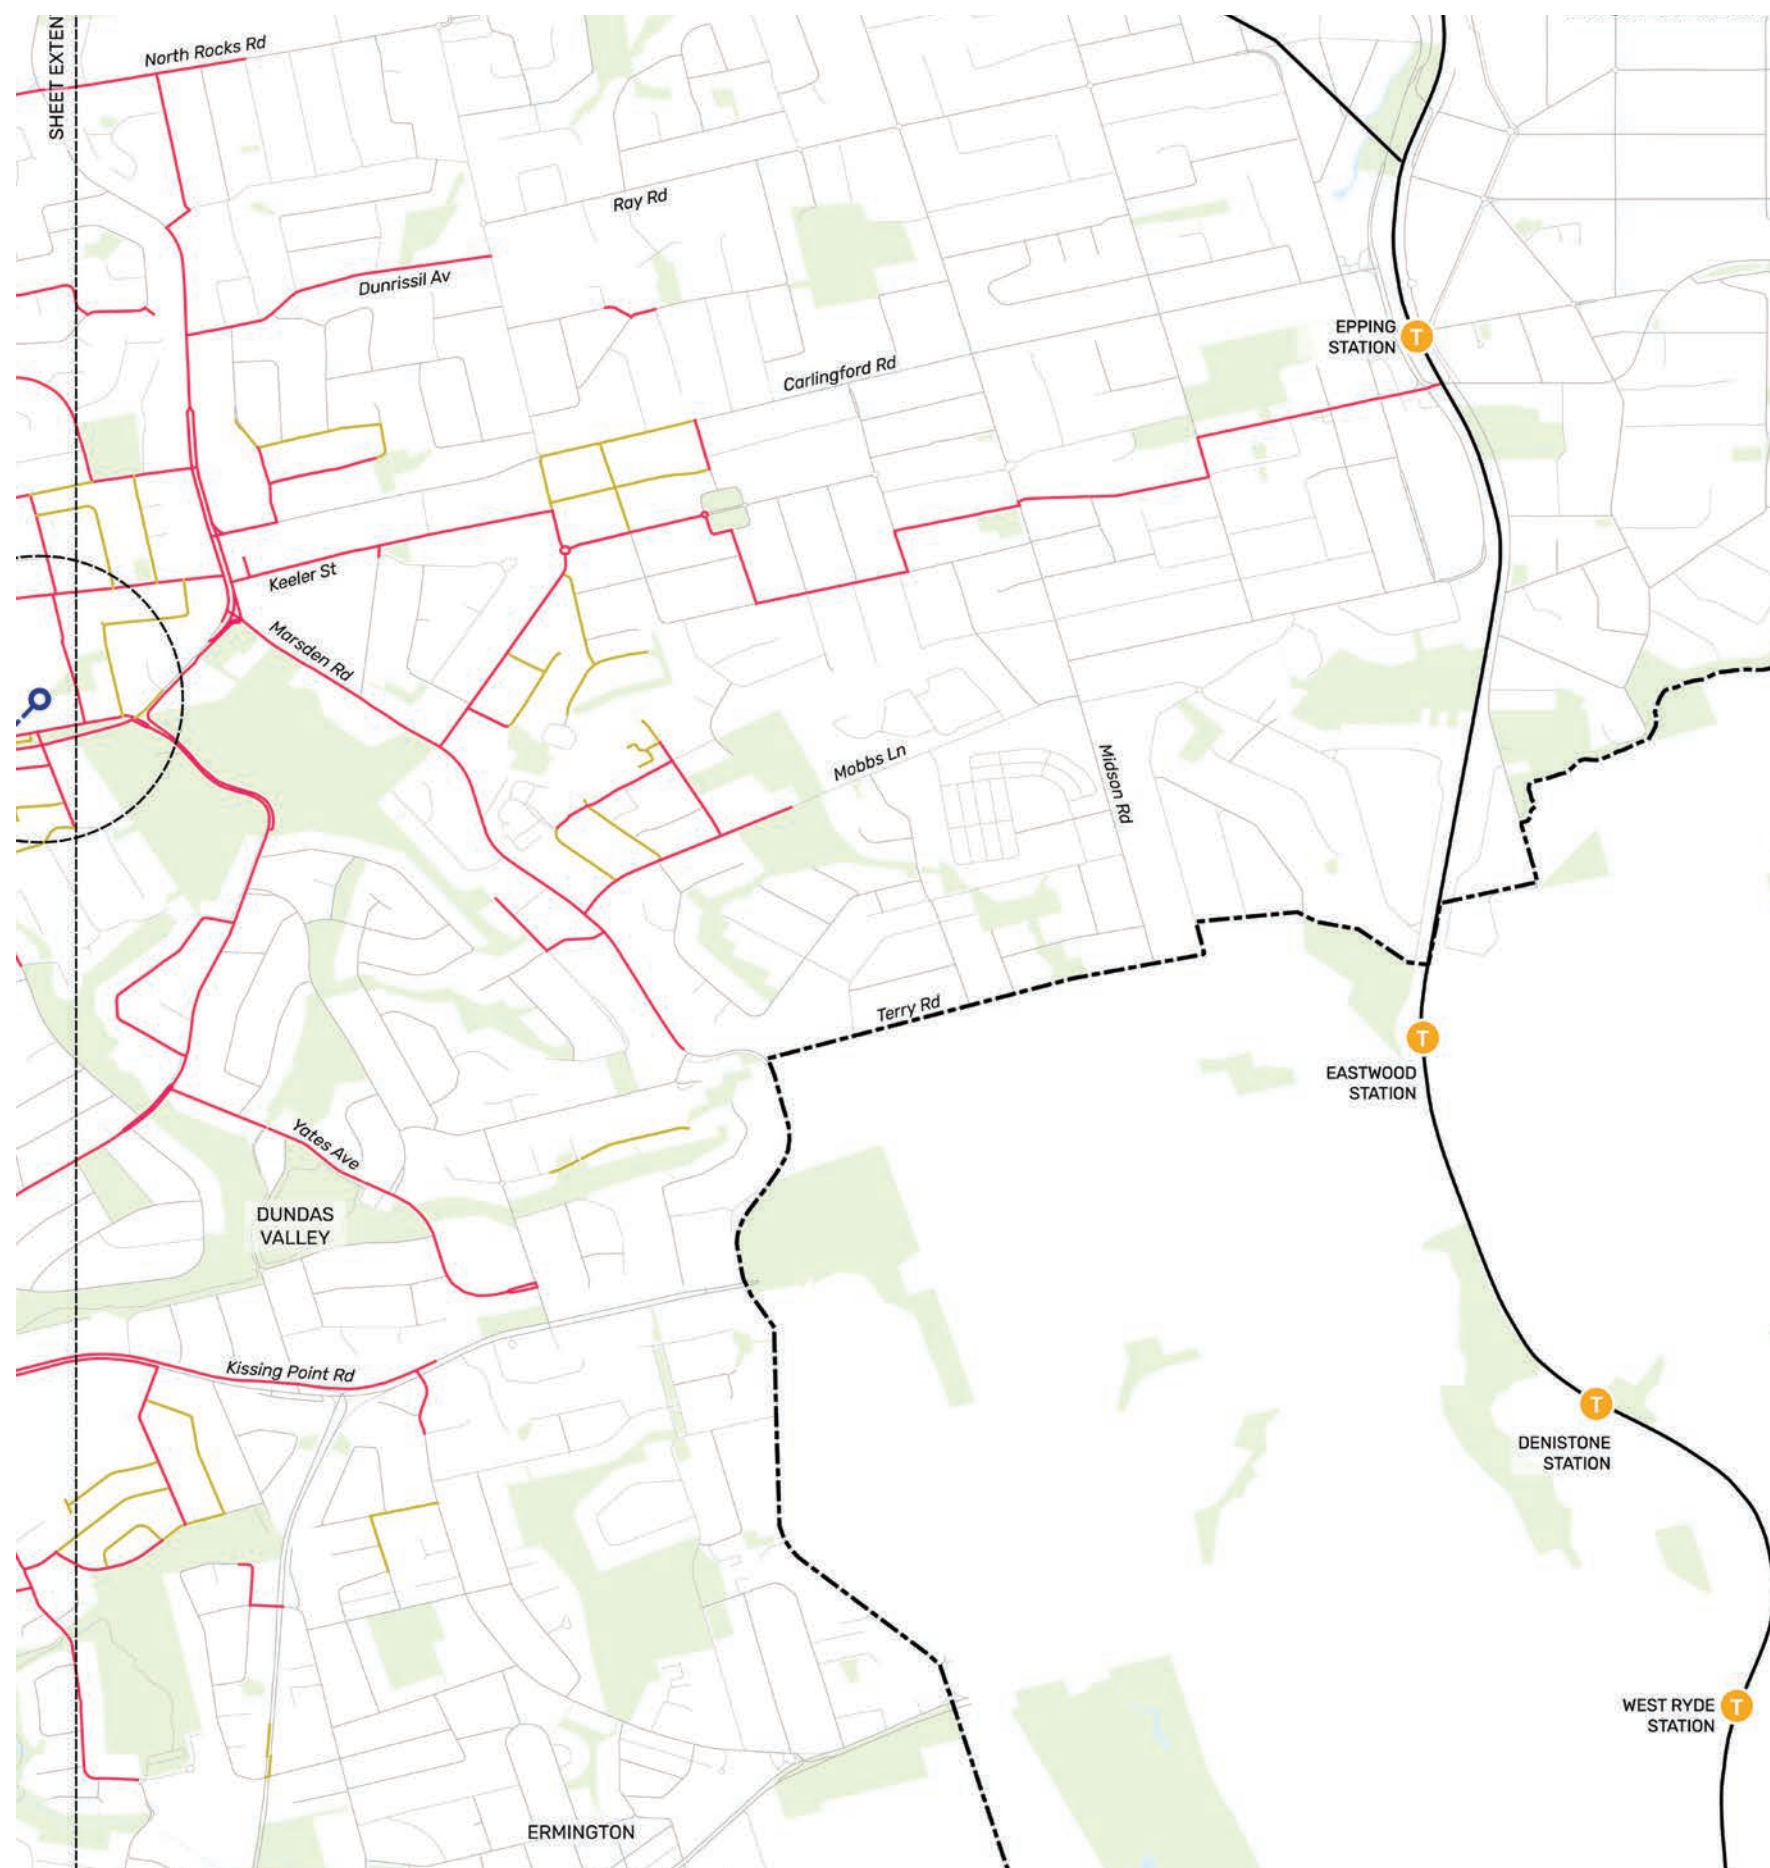 SHEET EXTEN
North Rocks Rd
Ray Rd
Dunrissil Av
EPPING
STATION
T
Carlingford Rd
Keeler St
Marsden Rd
Mobbs Ln
Midson Rd
Terry Rd
T
EASTWOOD
STATION
Yates Ave
DUNDAS
VALLEY
Kissing Point Rd
T
DENISTONE
STATION
WEST RYDE
STATION
T
ERMINGTON